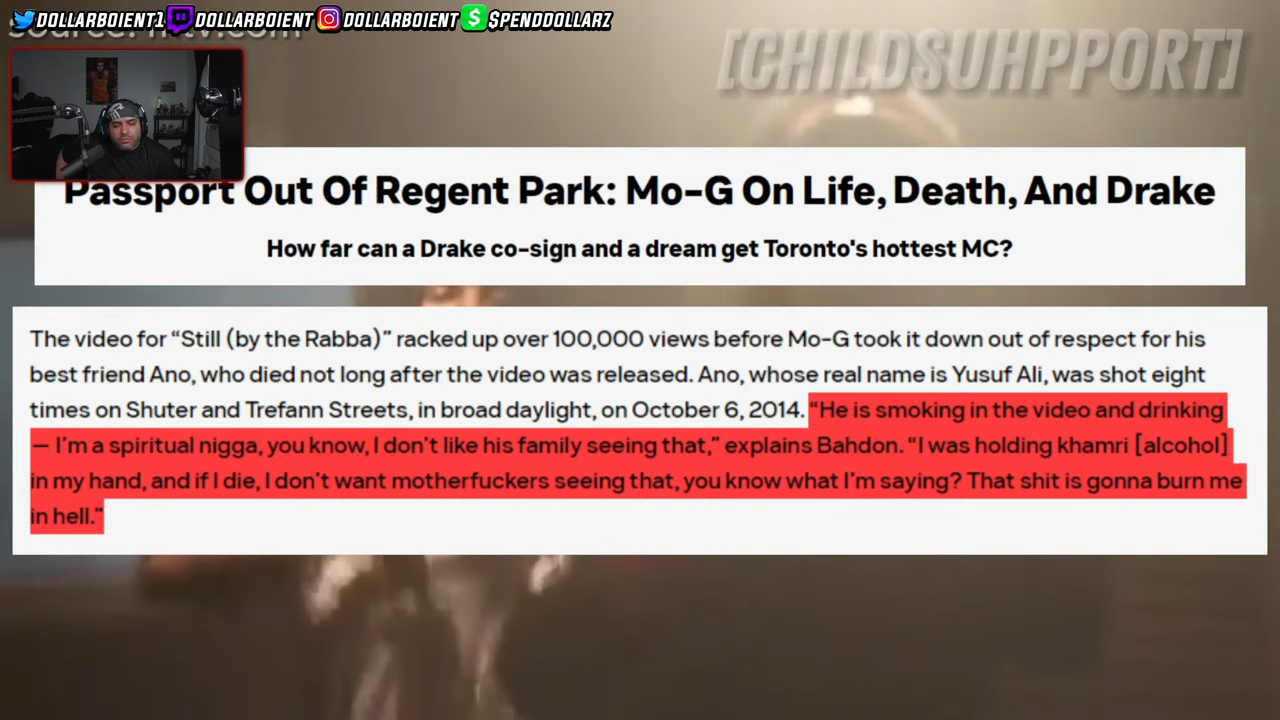 DOLLARBOIENT1 DOLLARBOIENT DOLLARBOIENT $PENDDOLLARZ
[CHILDSUHPPORT]
Passport Out Of Regent Park: Mo-G On Life, Death, And Drake
How far can a Drake co-sign and a dream get Toronto's hottest MC?
The video for “Still (by the Rabba)” racked up over 100,000 views before Mo-G took it down out of respect for his
best friend Ano, who died not long after the video was released. Ano, whose real name is Yusuf Ali, was shot eight
times on Shuter and Trefann Streets, in broad daylight, on October 6, 2014. “He is smoking in the video and drinking
— I’m a spiritual nigga, you know, I don’t like his family seeing that,” explains Bahdon. “I was holding khamri [alcohol]
in my hand, and if I die, I don’t want motherfuckers seeing that, you know what I’m saying? That shit is gonna burn me
in hell.”